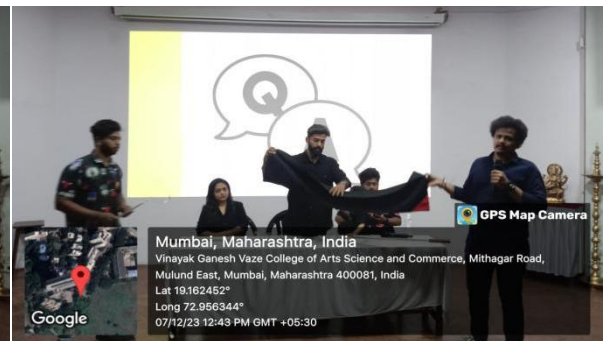 Q
A
GPS Map Camera
Mumbai, Maharashtra, India
Vinayak Ganesh Vaze College of Arts Science and Commerce, Mithagar Road,
Mulund East, Mumbai, Maharashtra 400081, India
Lat 19.162452°
Long 72.956344°
07/12/23 12:43 PM GMT +05:30
Google